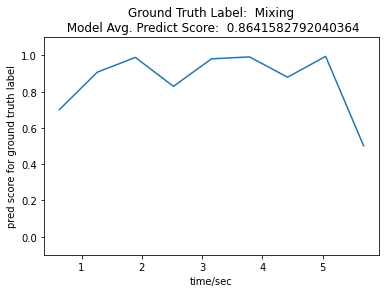 Ground Truth Label:  Mixing
Model Avg. Predict Score:  0.8641582792040364
pred score for ground truth label
1.0
0.8
0.6
0.4
0.2
0.0
1 2 3 4 5
time/sec